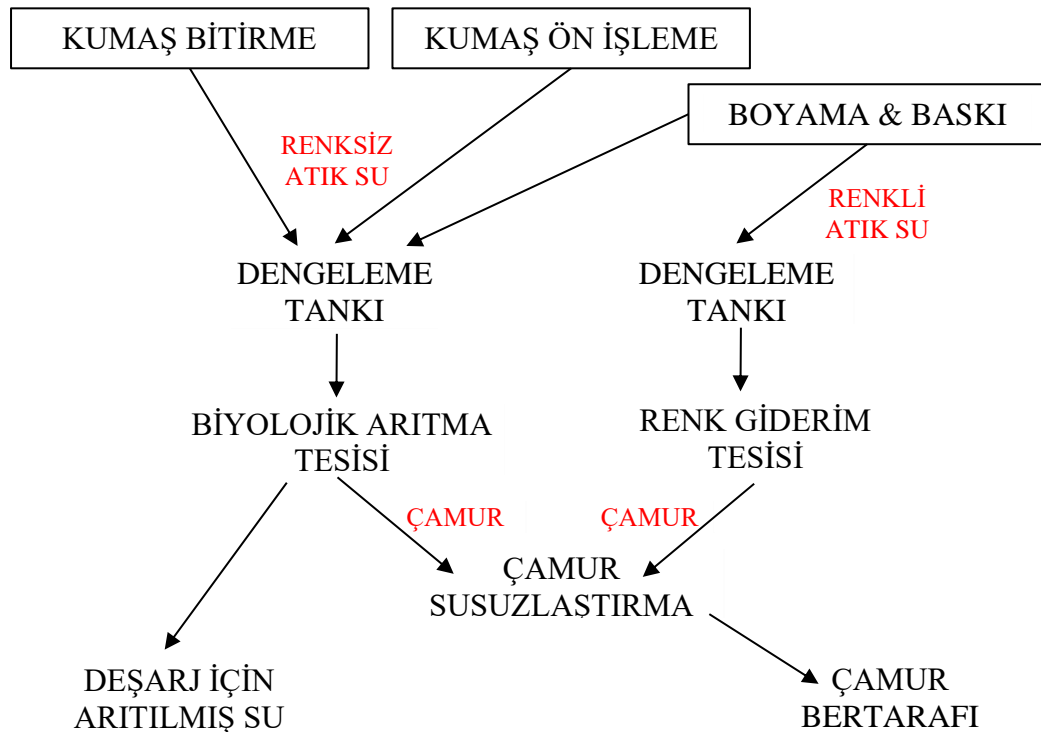 KUMAŞ BİTİRME
KUMAŞ ÖN İŞLEME
BOYAMA & BASKI
RENKSİZ
ATIK SU
RENKLİ
ATIK SU
DENGELEME
TANKI
DENGELEME
TANKI
BİYOLOJİK ARITMA
TESİSİ
RENK GİDERİM
TESİSİ
ÇAMUR
ÇAMUR
ÇAMUR
SUSUZLAŞTIRMA
DEŞARJ İÇİN
ARITILMIŞ SU
ÇAMUR
BERTARAFI